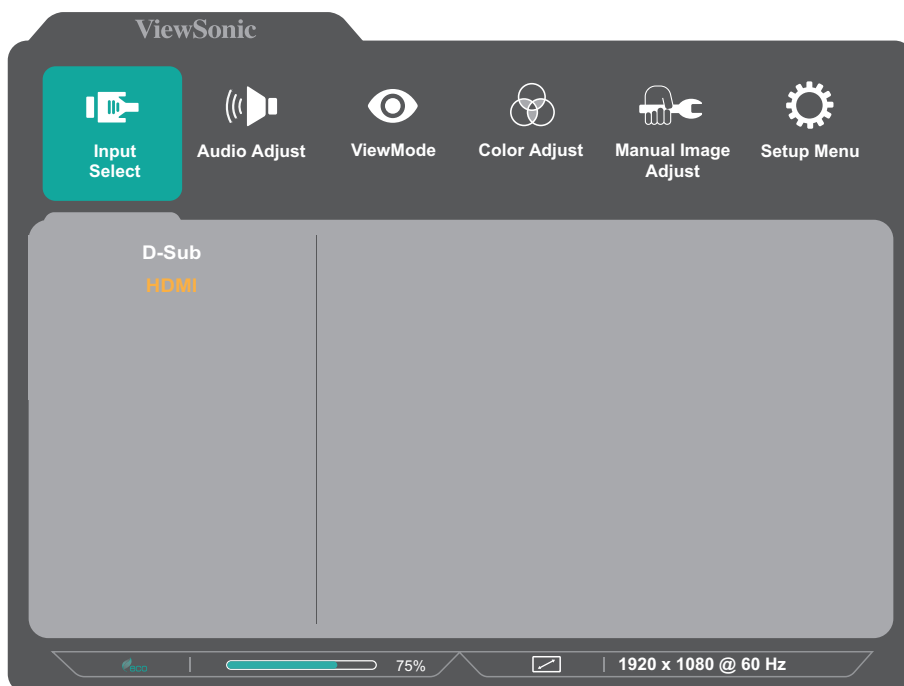 ViewSonic
Input Select
Audio Adjust
ViewMode
Color Adjust
Manual Image Adjust
Setup Menu
D-Sub
HDMI
eco
75%
1920 x 1080 @ 60 Hz